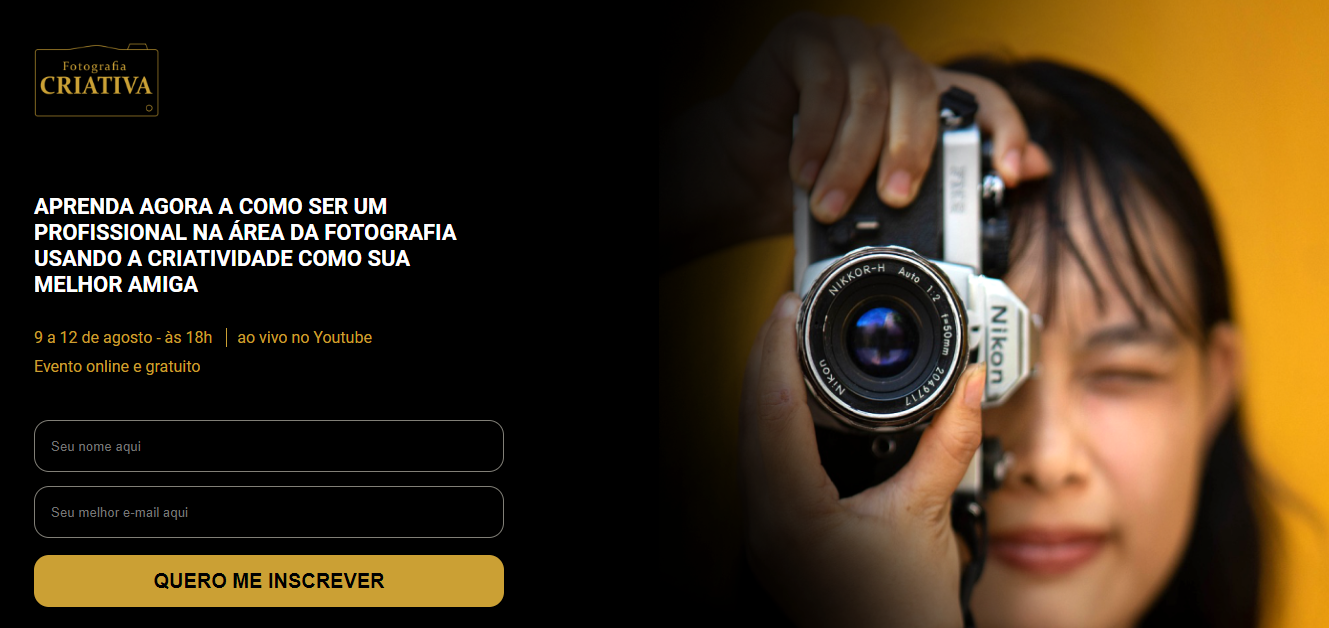 Fotografia
CRIATIVA
APRENDA AGORA A COMO SER UM
PROFISSIONAL NA ÁREA DA FOTOGRAFIA
USANDO A CRIATIVIDADE COMO SUA
MELHOR AMIGA
9 a 12 de agosto - às 18h | ao vivo no Youtube
Evento online e gratuito
Seu nome aqui
Seu melhor e-mail aqui
QUERO ME INSCREVER
NIKKOR-H Auto 1:2 f=50mm 2049717
Nikon
Nikon